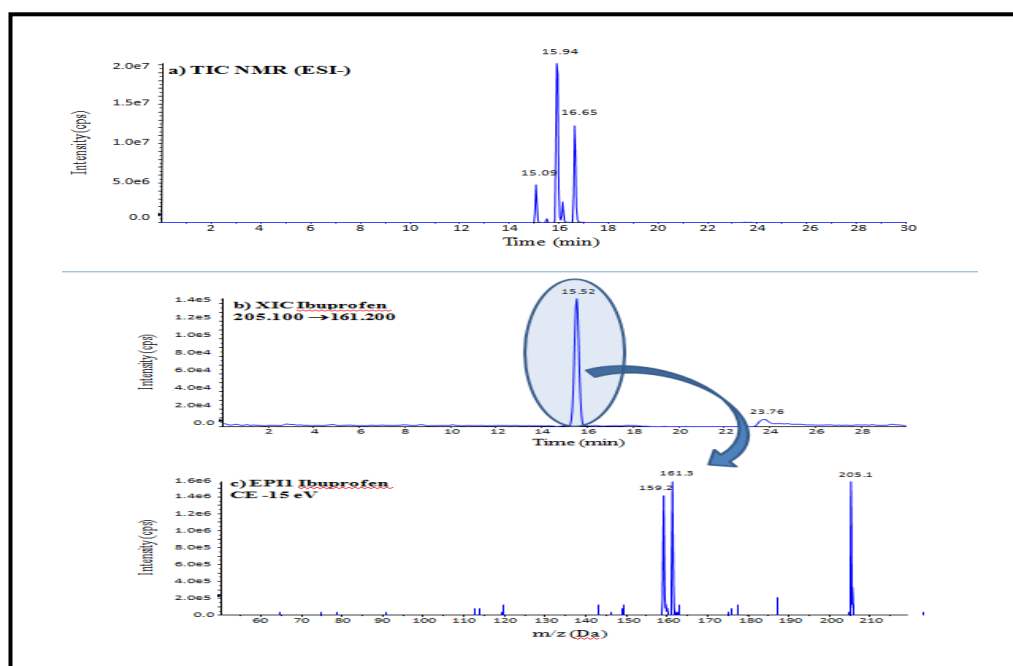 15.94
2.0e7
a) TIC NMR (ESI-)
1.5e7
16.65
Intensity (cps)
1.0e7
15.09
5.0e6
0.0
2 4 6 8 10 12 14 16 18 20 22 24 26 28 30
Time (min)
15.52
1.4e5
b) XIC Ibuprofen
1.2e5
205.100 →161.200
1.0e5
Intensity (cps)
8.0e4
6.0e4
4.0e4
2.0e4
23.76
0.0
2 4 6 8 10 12 14 16 18 20 22 24 26 28
Time (min)
161.3
205.1
1.6e6
c) EPI1 Ibuprofen
159.2
1.4e6
CE -15 eV
1.2e6
Intensity (cps)
1.0e6
8.0e5
6.0e5
4.0e5
2.0e5
0.0
60 70 80 90 100 110 120 130 140 150 160 170 180 190 200 210
m/z (Da)